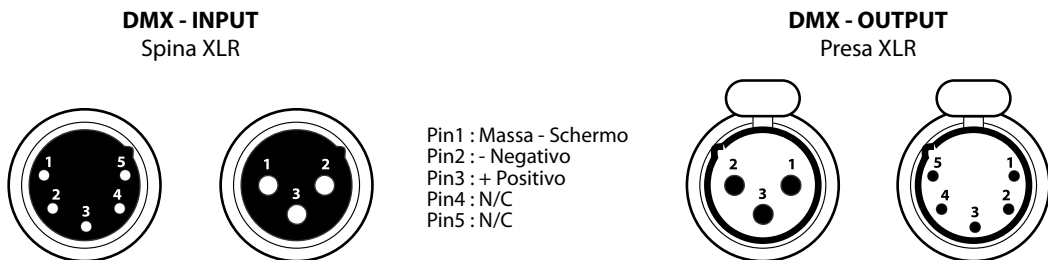 DMX - INPUT
Spina XLR
1
5
2
4
3
1
2
3
Pin1 : Massa - Schermo
Pin2 : - Negativo
Pin3 : + Positivo
Pin4 : N/C
Pin5 : N/C
DMX - OUTPUT
Presa XLR
2
1
3
5
1
4
2
3